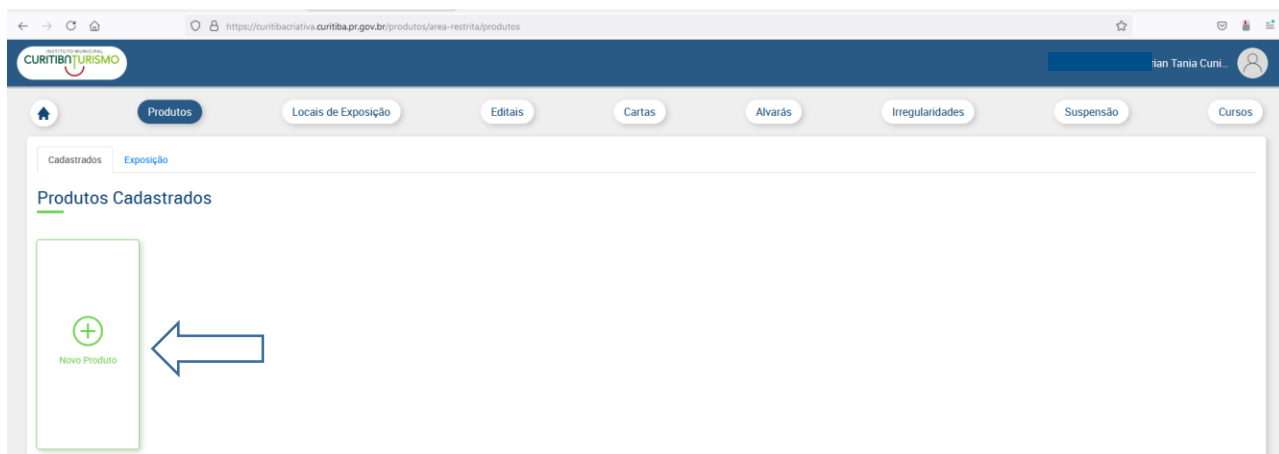 https://curitibacriativa.curitiba.pr.gov.br/produtos/area-restrita/produtos
INSTITUTO MUNICIPAL
CURITIBA TURISMO
rian Tania Cuni...
Produtos Locais de Exposição Editais Cartas Alvarás Irregularidades Suspensão Cursos
Cadastrados Exposição
Produtos Cadastrados
Novo Produto